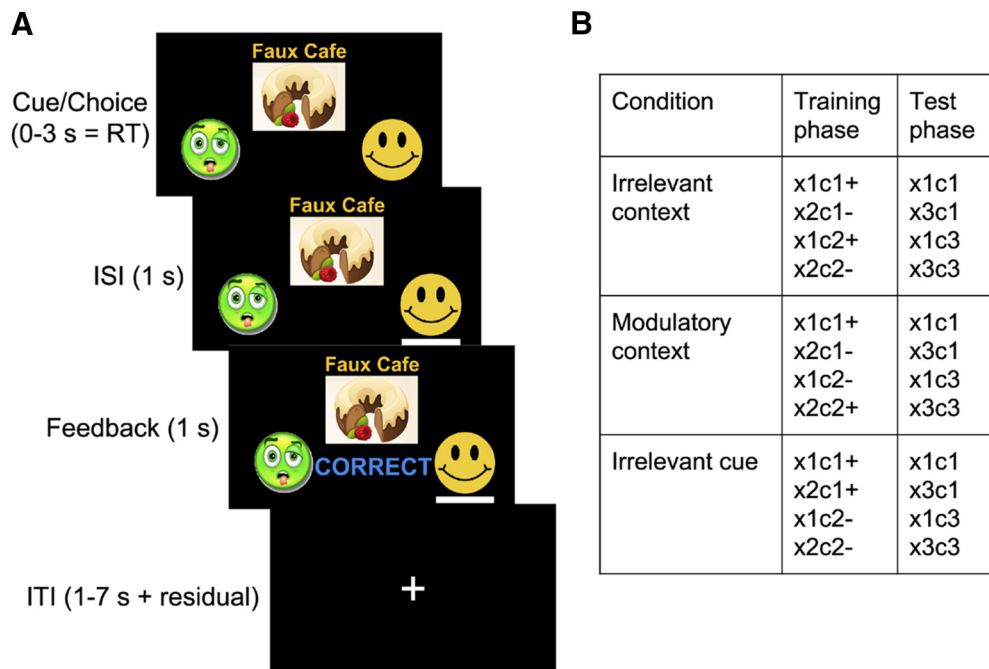 A
Faux Cafe
Cue/Choice
(0-3 s = RT)
Faux Cafe
ISI (1 s)
Faux Cafe
Feedback (1 s)
CORRECT
ITI (1-7 s + residual)
+
B
Condition Training phase Test phase
Irrelevant context
x1c1+ x1c1
x2c1- x3c1
x1c2+ x1c3
x2c2- x3c3
Modulatory context
x1c1+ x1c1
x2c1- x3c1
x1c2- x1c3
x2c2+ x3c3
Irrelevant cue
x1c1+ x1c1
x2c1+ x3c1
x1c2- x1c3
x2c2- x3c3